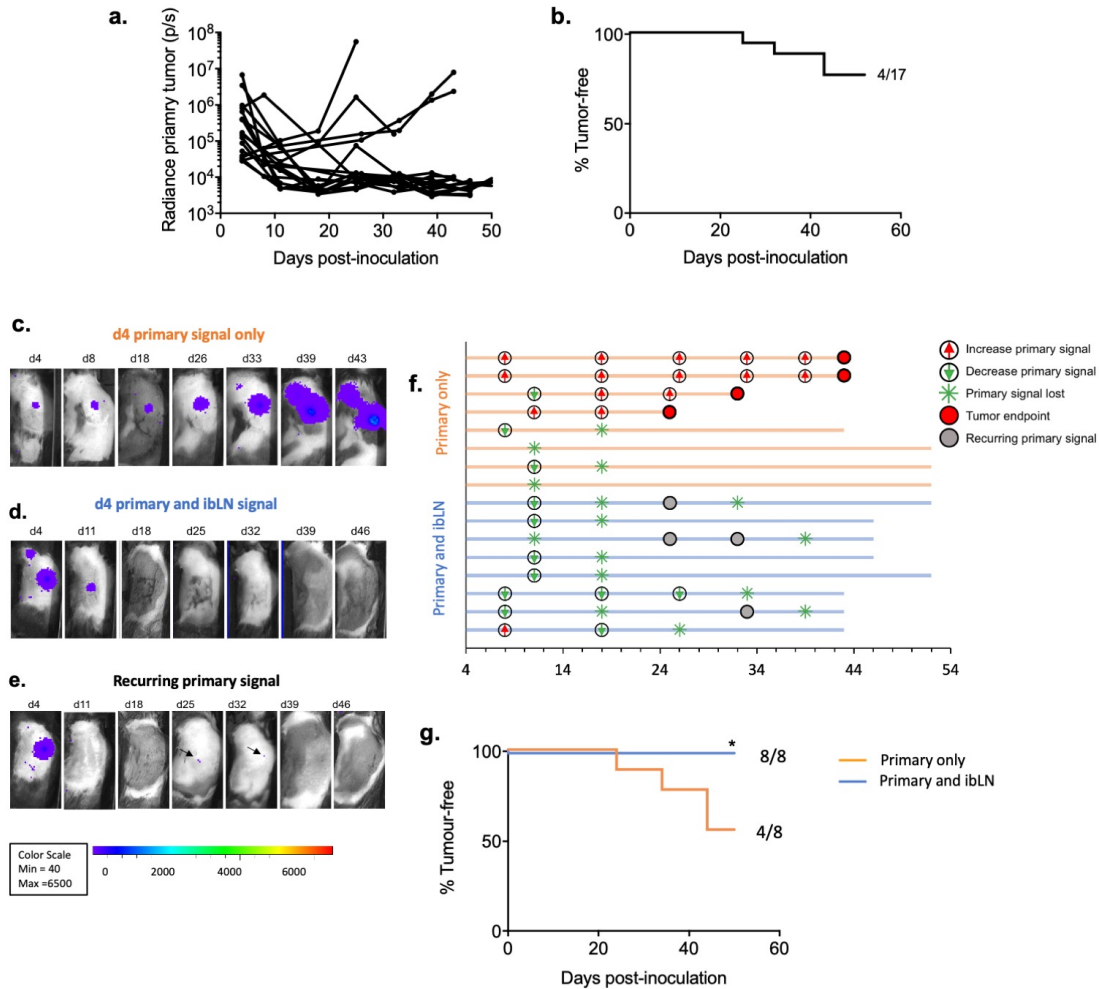 a.
Radiance priamry tumor (p/s)
10^8
10^7
10^6
10^5
10^4
10^3
0 10 20 30 40 50
Days post-inoculation
b.
% Tumor-free
100
50
0
4/17
0 20 40 60
Days post-inoculation
c.
d4 primary signal only
d4 d8 d18 d26 d33 d39 d43
d.
d4 primary and ibLN signal
d4 d11 d18 d25 d32 d39 d46
e.
Recurring primary signal
d4 d11 d18 d25 d32 d39 d46
Color Scale
Min = 40
Max =6500
0 2000 4000 6000
f.
Primary only
Primary and ibLN
4 14 24 34 44 54
Increase primary signal
Decrease primary signal
Primary signal lost
Tumor endpoint
Recurring primary signal
g.
% Tumour-free
100
50
0
*
8/8
4/8
0 20 40 60
Days post-inoculation
Primary only
Primary and ibLN